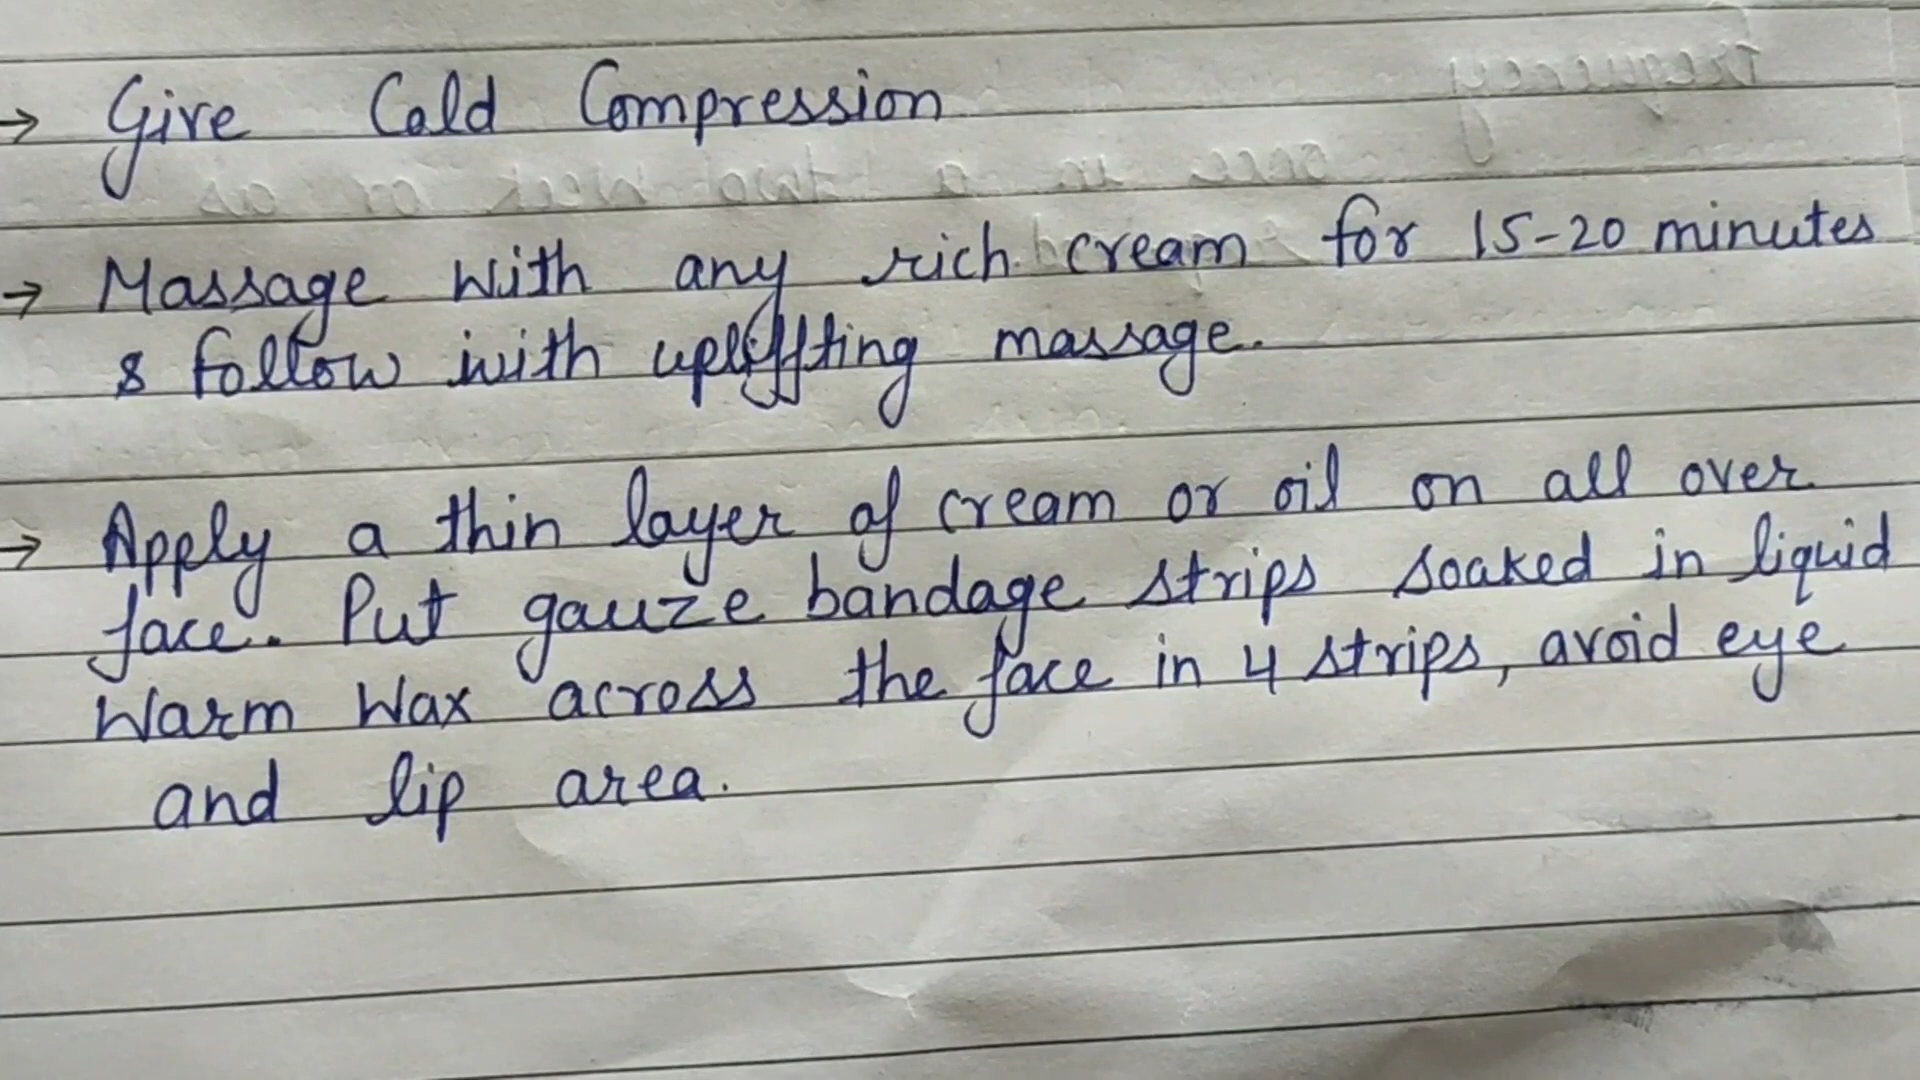 → Give Cold Compression
→ Massage with any rich cream for 15-20 minutes
& follow with upliffting massage.
→ Apply a thin layer of cream or oil on all over
face. Put gauze bandage strips soaked in liquid
warm wax across the face in 4 strips, avoid eye
and lip area.